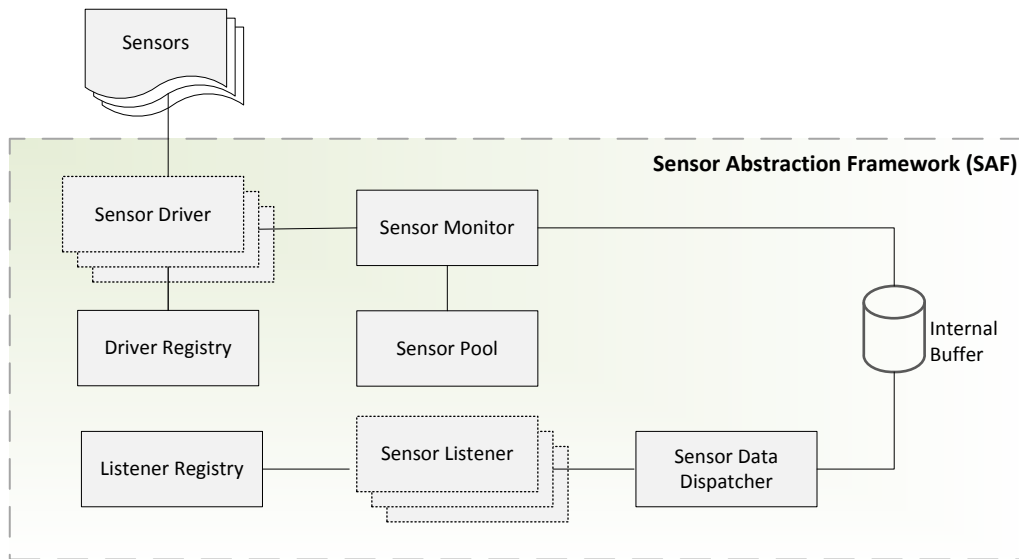 Sensors
Sensor Abstraction Framework (SAF)
Sensor Driver
Sensor Monitor
Driver Registry
Sensor Pool
Internal
Buffer
Listener Registry
Sensor Listener
Sensor Data
Dispatcher